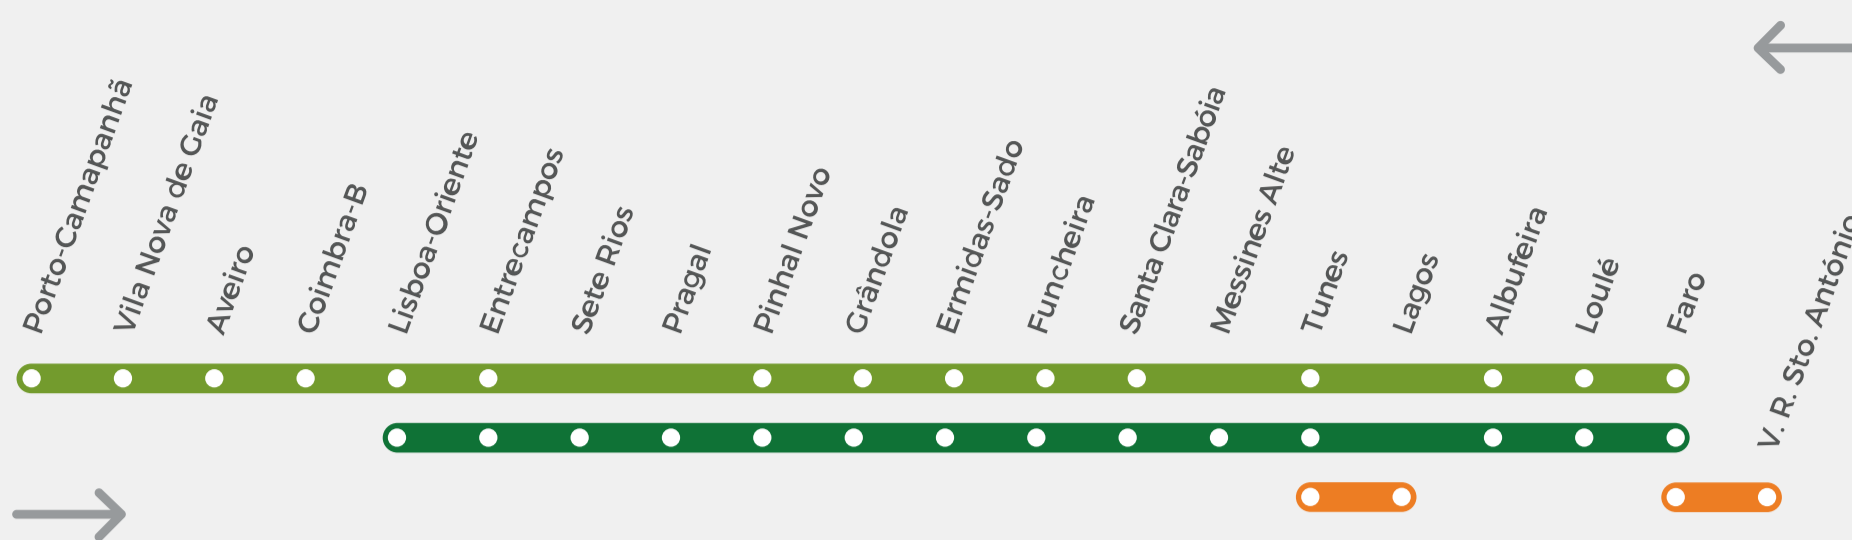 Porto-Camapanhã
Vila Nova de Gaia
Aveiro
Coimbra-B
Lisboa-Oriente
Entrecampos
Sete Rios
Pragal
Pinhal Novo
Grândola
Ermidas-Sado
Funcheira
Santa Clara-Sabóia
Messines Alte
Tunes
Lagos
Albufeira
Loulé
Faro
V. R. Sto. António